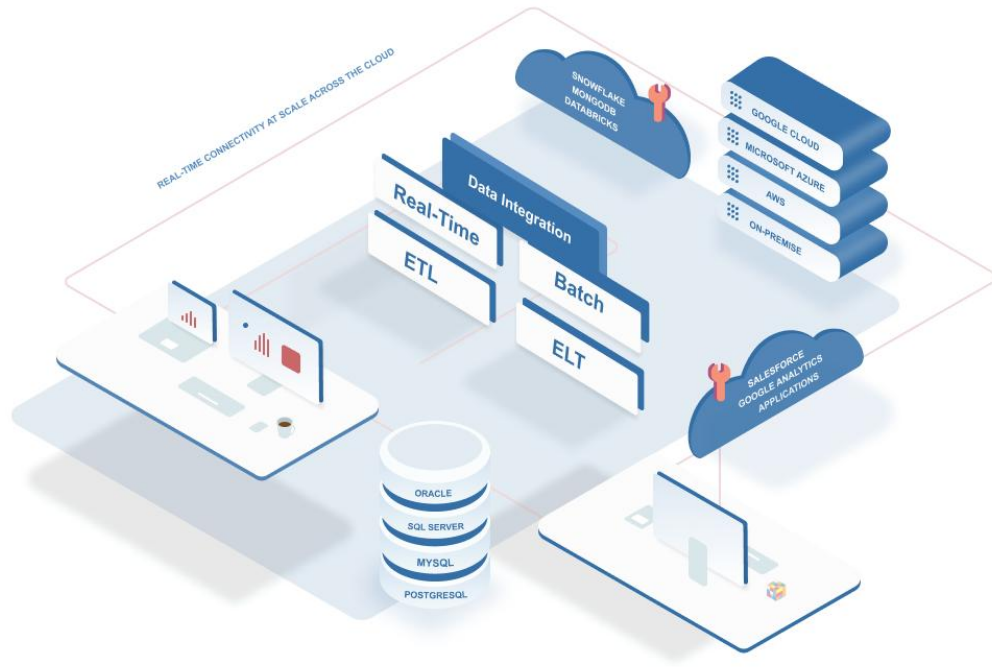 REAL-TIME CONNECTIVITY AT SCALE ACROSS THE CLOUD
SNOWFLAKE
MONGODB
DATABRICKS
GOOGLE CLOUD
MICROSOFT AZURE
AWS
ON-PREMISE
Data Integration
Real-Time
ETL
Batch
ELT
SALESFORCE
GOOGLE ANALYTICS
APPLICATIONS
ORACLE
SQL SERVER
MYSQL
POSTGRESQL